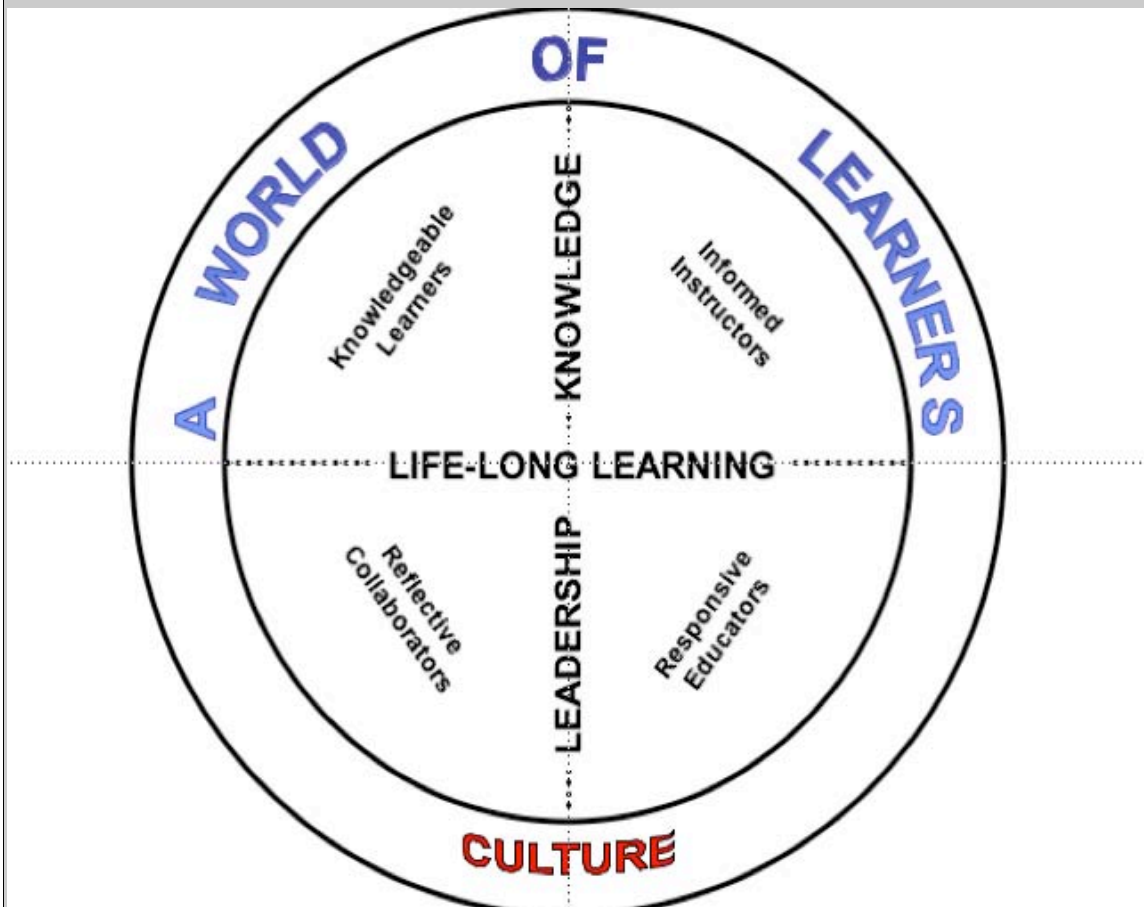 A WORLD OF LEARNERS
KNOWLEDGE
Knowledgeable
Learners
Informed
Instructors
LIFE-LONG LEARNING
LEADERSHIP
Reflective
Collaborators
Responsive
Educators
CULTURE